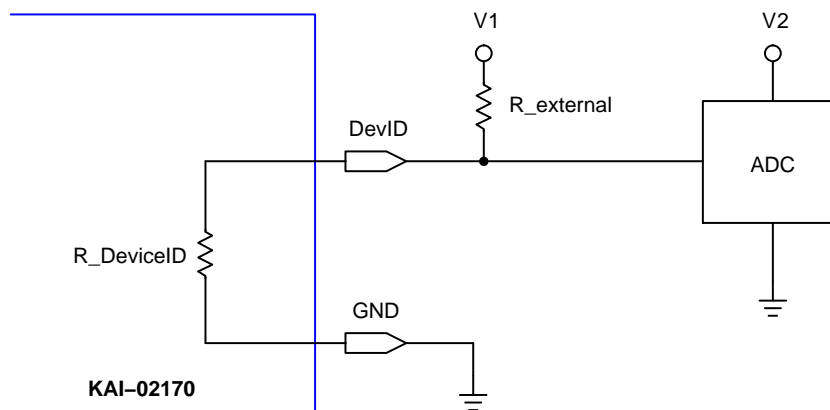 V1
V2
R_external
DevID
ADC
R_DeviceID
GND
KAI–02170